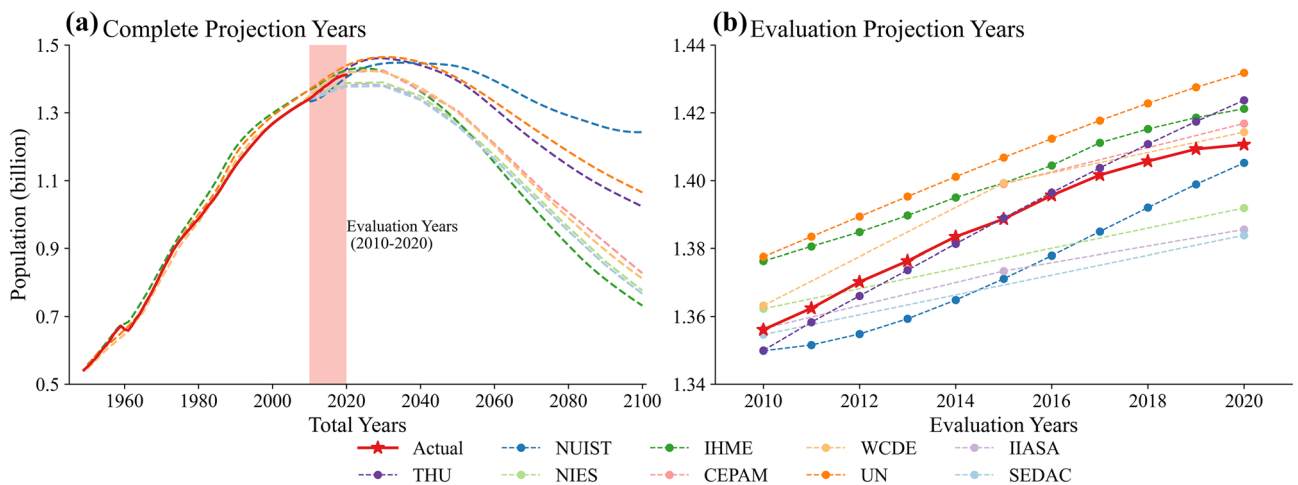 (a) Complete Projection Years
1.5
1.3
1.1
0.9
0.7
0.5
Population (billion)
Evaluation Years
(2010-2020)
1960 1980 2000 2020 2040 2060 2080 2100
Total Years
(b) Evaluation Projection Years
1.44
1.42
1.40
1.38
1.36
1.34
2010 2012 2014 2016 2018 2020
Evaluation Years
Actual NUIST IHME WCDE IIASA
THU NIES CEPAM UN SEDAC